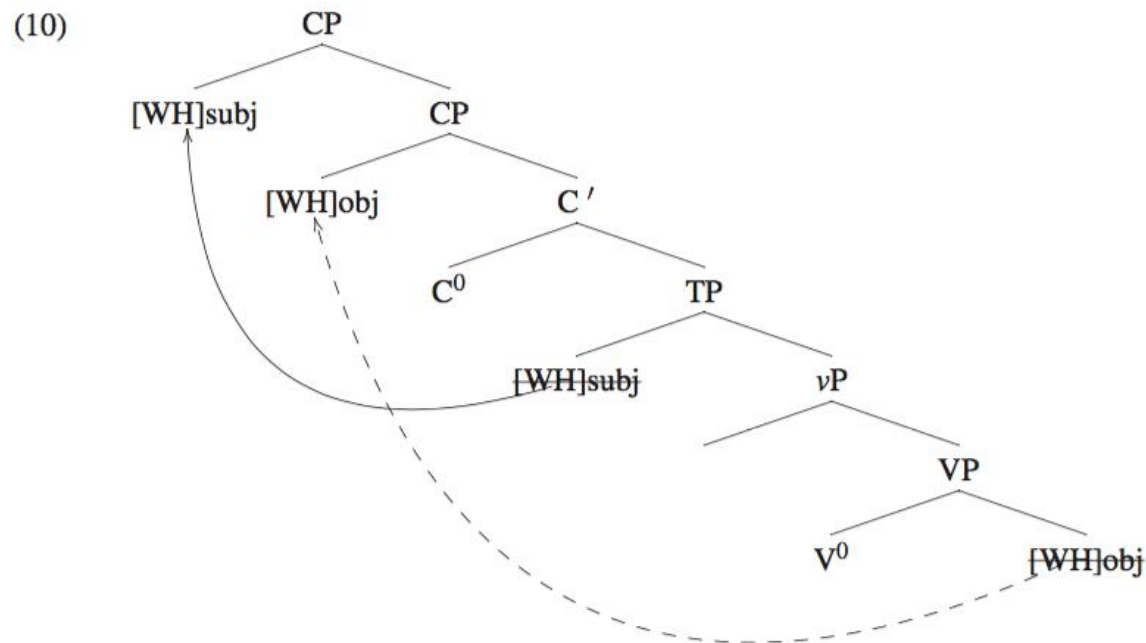 (10)
CP
[WH]subj CP
[WH]obj C ′
C⁰ TP
[WH]subj vP
VP
V⁰ [WH]obj